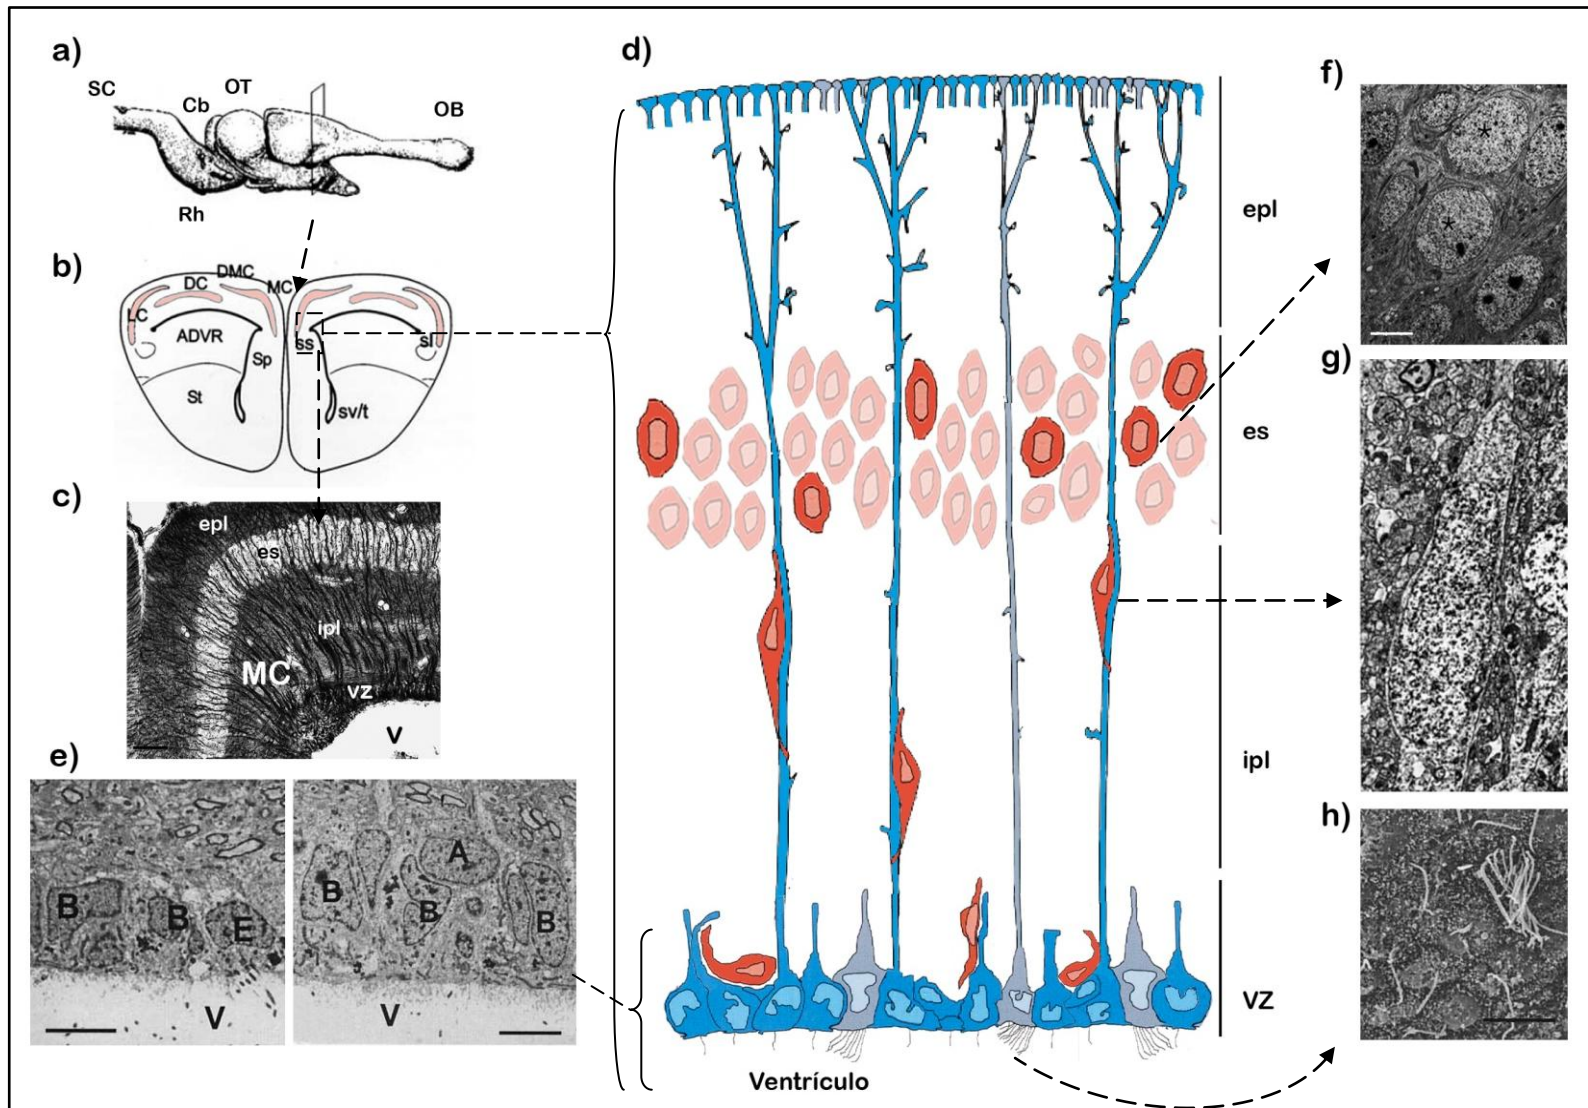 a)
SC
Cb
OT
OB
Rh
b)
DMC
DC
MC
LC
ADVR
ss
sl
Sp
St
sv/t
c)
epl
es
ipl
MC
vz
V
d)
epl
es
ipl
VZ
Ventrículo
e)
B
B
E
V
A
B
B
B
V
f)
*
*
g)
h)